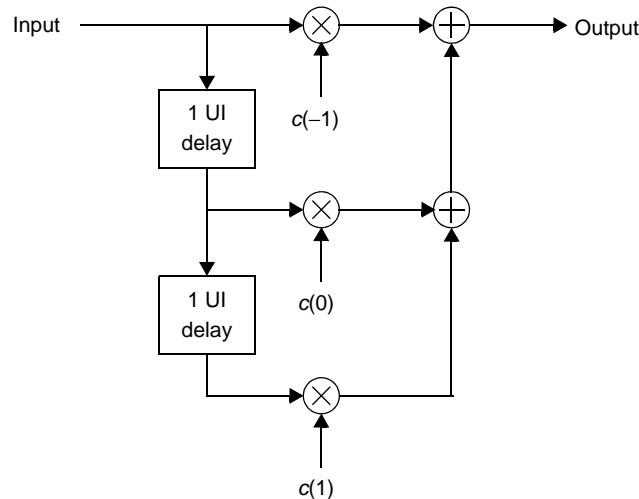 Input
Output
c(−1)
1 UI
delay
c(0)
1 UI
delay
c(1)